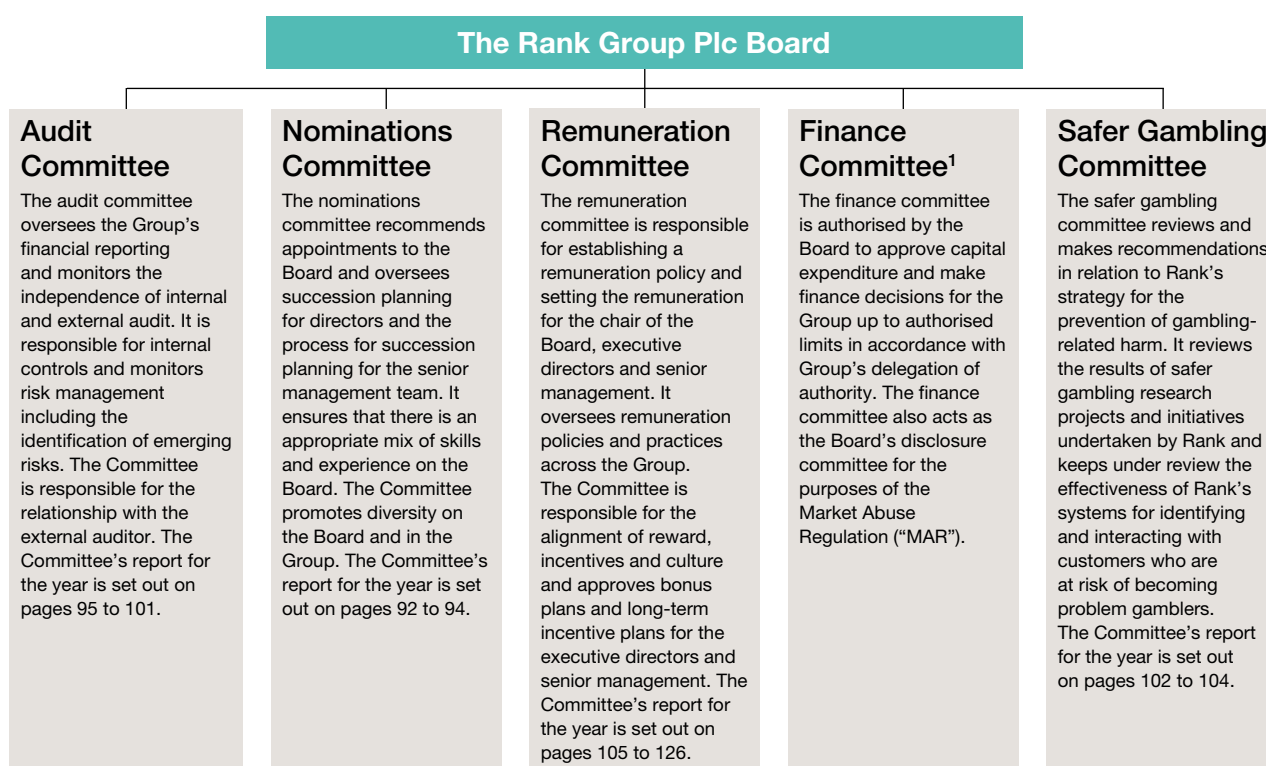 The Rank Group Plc Board
Audit
Committee
The audit committee
oversees the Group's
financial reporting
and monitors the
independence of internal
and external audit. It is
responsible for internal
controls and monitors
risk management
including the
identification of emerging
risks. The Committee
is responsible for the
relationship with the
external auditor. The
Committee's report for
the year is set out on
pages 95 to 101.
Nominations
Committee
The nominations
committee recommends
appointments to the
Board and oversees
succession planning
for directors and the
process for succession
planning for the senior
management team. It
ensures that there is an
appropriate mix of skills
and experience on the
Board. The Committee
promotes diversity on
the Board and in the
Group. The Committee's
report for the year is set
out on pages 92 to 94.
Remuneration
Committee
The remuneration
committee is responsible
for establishing a
remuneration policy and
setting the remuneration
for the chair of the
Board, executive
directors and senior
management. It
oversees remuneration
policies and practices
across the Group.
The Committee is
responsible for the
alignment of reward,
incentives and culture
and approves bonus
plans and long-term
incentive plans for the
executive directors and
senior management. The
Committee's report for
the year is set out on
pages 105 to 126.
Finance
Committee¹
The finance committee
is authorised by the
Board to approve capital
expenditure and make
finance decisions for the
Group up to authorised
limits in accordance with
Group's delegation of
authority. The finance
committee also acts as
the Board's disclosure
committee for the
purposes of the
Market Abuse
Regulation ("MAR").
Safer Gambling
Committee
The safer gambling
committee reviews and
makes recommendations
in relation to Rank's
strategy for the
prevention of gambling-
related harm. It reviews
the results of safer
gambling research
projects and initiatives
undertaken by Rank and
keeps under review the
effectiveness of Rank's
systems for identifying
and interacting with
customers who are
at risk of becoming
problem gamblers.
The Committee's report
for the year is set out
on pages 102 to 104.